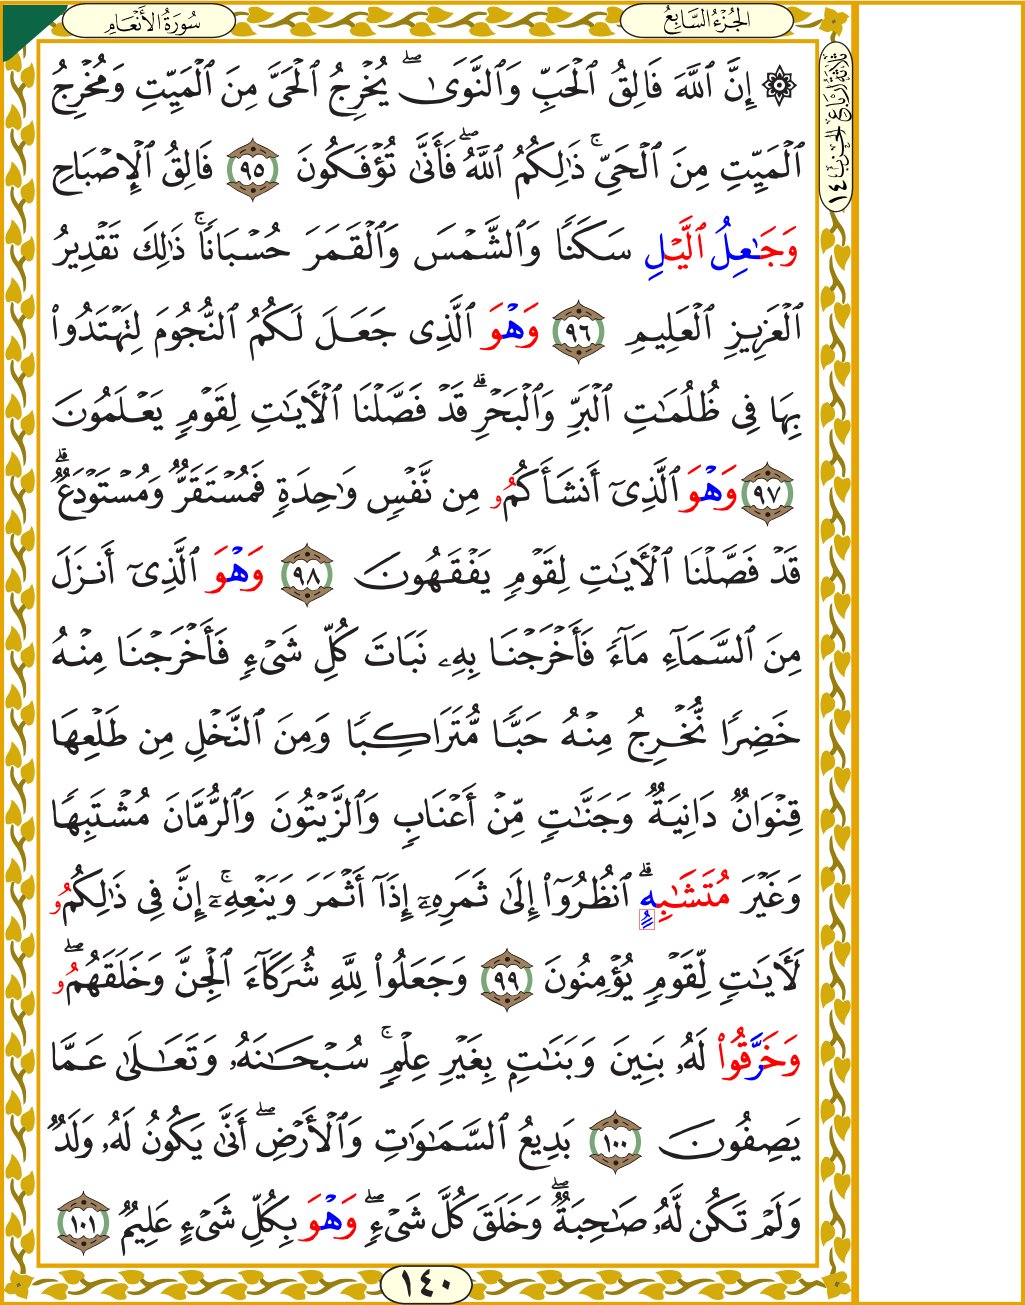 سُورَةُ الأَنْعَامِ
الجُزْءُ السَّابِعُ
ثَلَاثَةُ أَرْبَاعِ الحِزْبِ ١٤
۞ إِنَّ ٱللَّهَ فَالِقُ ٱلْحَبِّ وَٱلنَّوَىٰۖ يُخْرِجُ ٱلْحَىَّ مِنَ ٱلْمَيِّتِ وَمُخْرِجُ
ٱلْمَيِّتِ مِنَ ٱلْحَىِّۚ ذَٰلِكُمُ ٱللَّهُۖ فَأَنَّىٰ تُؤْفَكُونَ ٩٥ فَالِقُ ٱلْإِصْبَاحِ
وَجَٰعِلُ ٱلَّيْلِ سَكَنًا وَٱلشَّمْسَ وَٱلْقَمَرَ حُسْبَانًاۚ ذَٰلِكَ تَقْدِيرُ
ٱلْعَزِيزِ ٱلْعَلِيمِ ٩٦ وَهْوَ ٱلَّذِى جَعَلَ لَكُمُ ٱلنُّجُومَ لِتَهْتَدُوا۟
بِهَا فِى ظُلُمَٰتِ ٱلْبَرِّ وَٱلْبَحْرِۗ قَدْ فَصَّلْنَا ٱلْأٓيَٰتِ لِقَوْمٍ يَعْلَمُونَ
٩٧ وَهْوَ ٱلَّذِىٓ أَنشَأَكُمُۥ مِن نَّفْسٍ وَٰحِدَةٍ فَمُسْتَقَرٌّ وَمُسْتَوْدَعٌۗ
قَدْ فَصَّلْنَا ٱلْأٓيَٰتِ لِقَوْمٍ يَفْقَهُونَ ٩٨ وَهْوَ ٱلَّذِىٓ أَنزَلَ
مِنَ ٱلسَّمَآءِ مَآءً فَأَخْرَجْنَا بِهِۦ نَبَاتَ كُلِّ شَىْءٍ فَأَخْرَجْنَا مِنْهُ
خَضِرًا نُّخْرِجُ مِنْهُ حَبًّا مُّتَرَاكِبًا وَمِنَ ٱلنَّخْلِ مِن طَلْعِهَا
قِنْوَانٌ دَانِيَةٌ وَجَنَّٰتٍ مِّنْ أَعْنَابٍ وَٱلزَّيْتُونَ وَٱلرُّمَّانَ مُشْتَبِهًا
وَغَيْرَ مُتَشَٰبِهٍۗ ٱنظُرُوٓا۟ إِلَىٰ ثَمَرِهِۦٓ إِذَآ أَثْمَرَ وَيَنْعِهِۦٓۚ إِنَّ فِى ذَٰلِكُمُۥ
لَأٓيَٰتٍ لِّقَوْمٍ يُؤْمِنُونَ ٩٩ وَجَعَلُوا۟ لِلَّهِ شُرَكَآءَ ٱلْجِنَّ وَخَلَقَهُمُۥۖ
وَخَرَّقُوا۟ لَهُۥ بَنِينَ وَبَنَٰتٍۭ بِغَيْرِ عِلْمٍۚ سُبْحَٰنَهُۥ وَتَعَٰلَىٰ عَمَّا
يَصِفُونَ ١٠٠ بَدِيعُ ٱلسَّمَٰوَٰتِ وَٱلْأَرْضِۖ أَنَّىٰ يَكُونُ لَهُۥ وَلَدٌ
وَلَمْ تَكُن لَّهُۥ صَٰحِبَةٌۖ وَخَلَقَ كُلَّ شَىْءٍۖ وَهْوَ بِكُلِّ شَىْءٍ عَلِيمٌ ١٠١
١٤٠